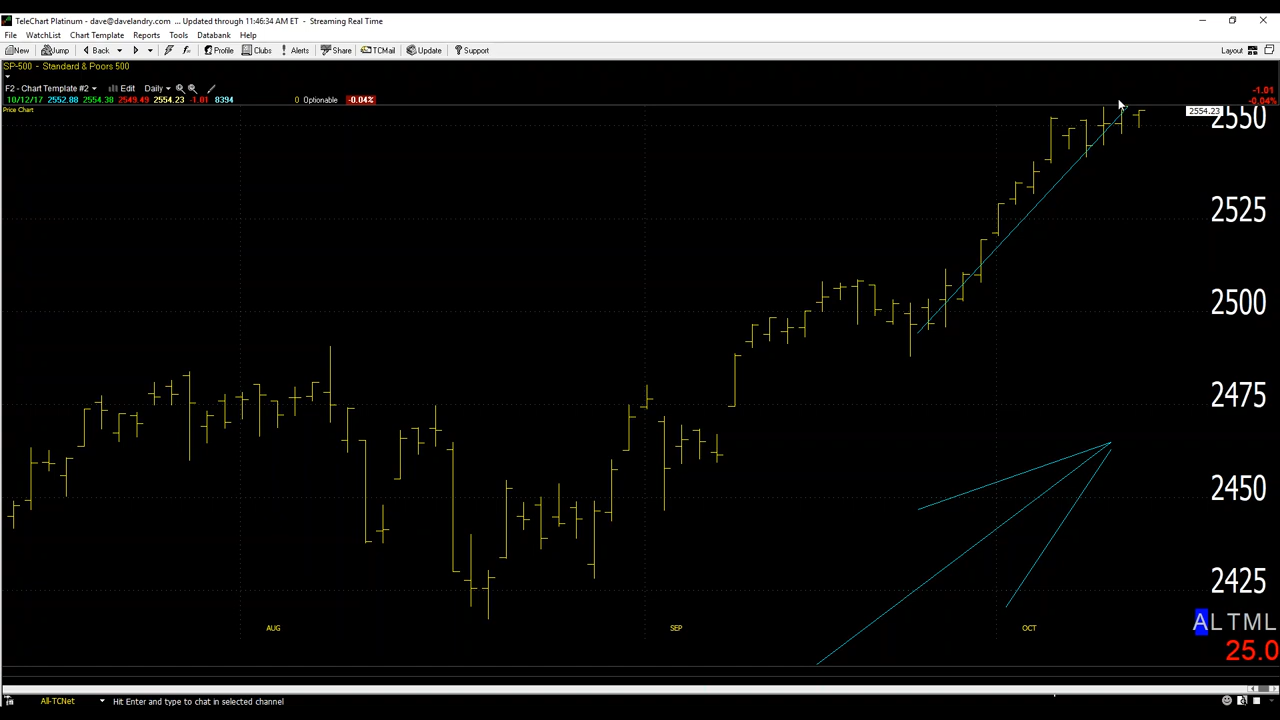 TeleChart Platinum - dave@davelandry.com ... Updated through 11:46:34 AM ET - Streaming Real Time
File WatchList Chart Template Reports Tools Databank Help
New Jump Back Profile Clubs Alerts Share TCMail Update Support Layout
SP-500 - Standard & Poors 500
F2 - Chart Template #2 Edit Daily
10/12/17 2552.88 2554.38 2549.49 2554.23 -1.01 8394 0 Optionable -0.04%
-1.01
-0.04%
Price Chart
2554.23
2550
2525
2500
2475
2450
2425
AUG SEP OCT
ALTML
25.0
All-TCNet Hit Enter and type to chat in selected channel